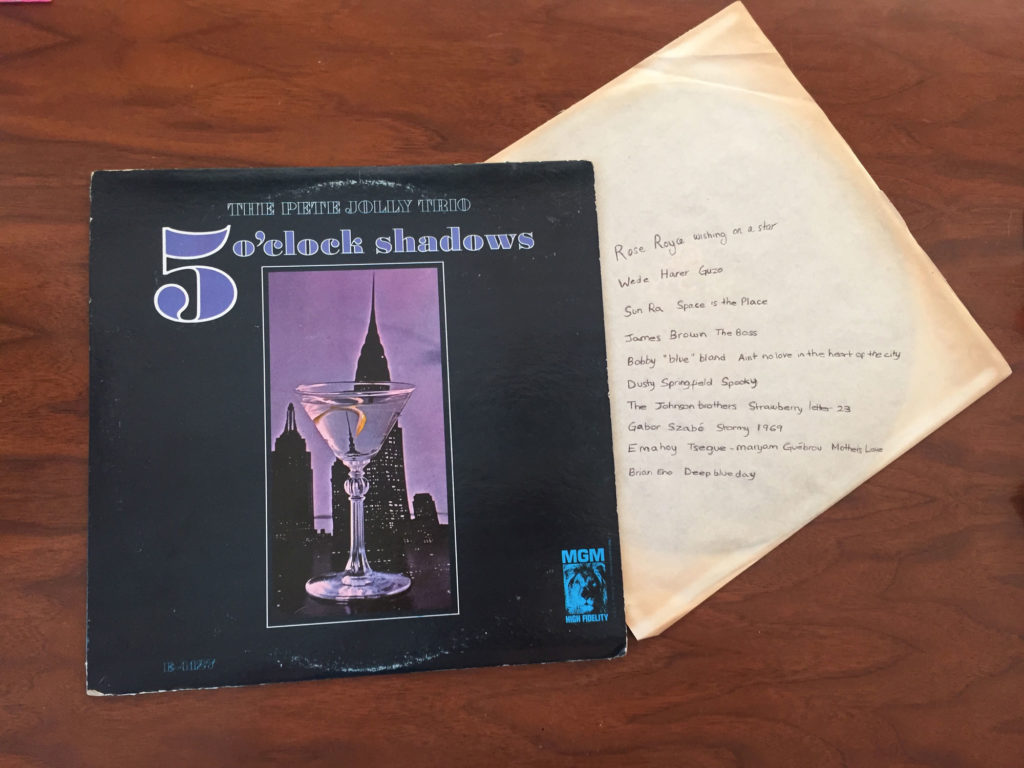 THE PETE JOLLY TRIO
5 o'clock shadows
MGM
HIGH FIDELITY
Rose Royce wishing on a star
Wede Harer Guzo
Sun Ra Space is the Place
James Brown The Boss
Bobby "blue" bland Aint no love in the heart of the city
Dusty Springfield Spooky
The Johnson brothers Strawberry letter 23
Gabor Szabó Stormy 1969
Emahoy Tsegue-maryam Guébrou Mothers Love
Brian Eno Deep blue day